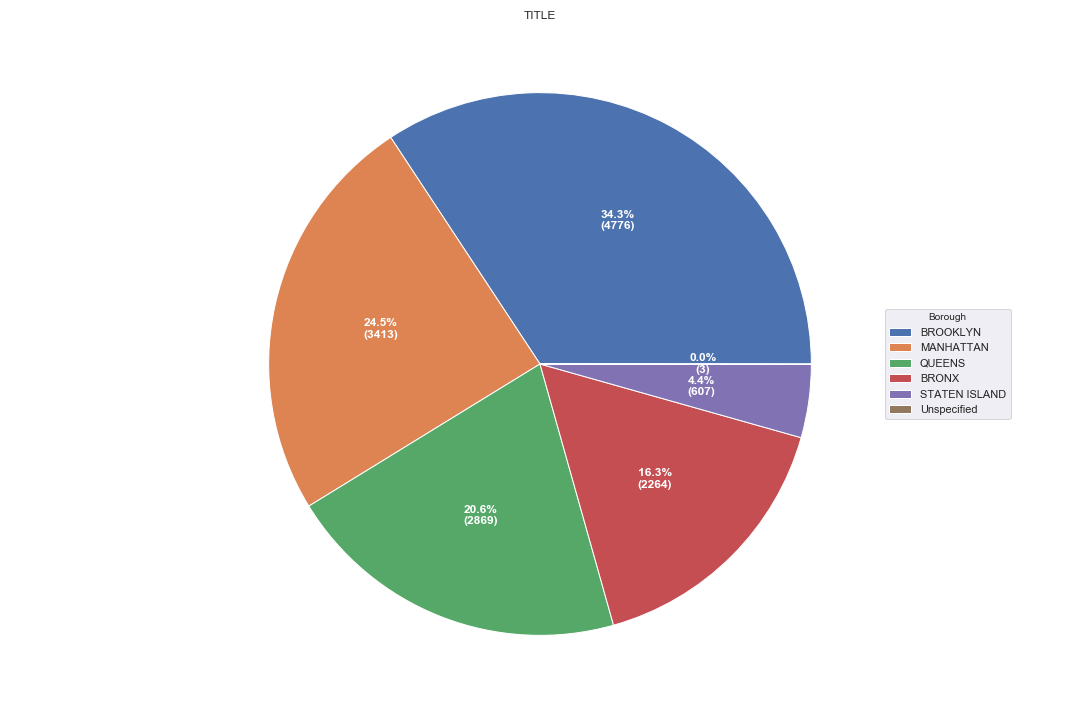 TITLE
34.3%
(4776)
24.5%
(3413)
0.0%
(3)
4.4%
(607)
16.3%
(2264)
20.6%
(2869)
Borough
BROOKLYN
MANHATTAN
QUEENS
BRONX
STATEN ISLAND
Unspecified